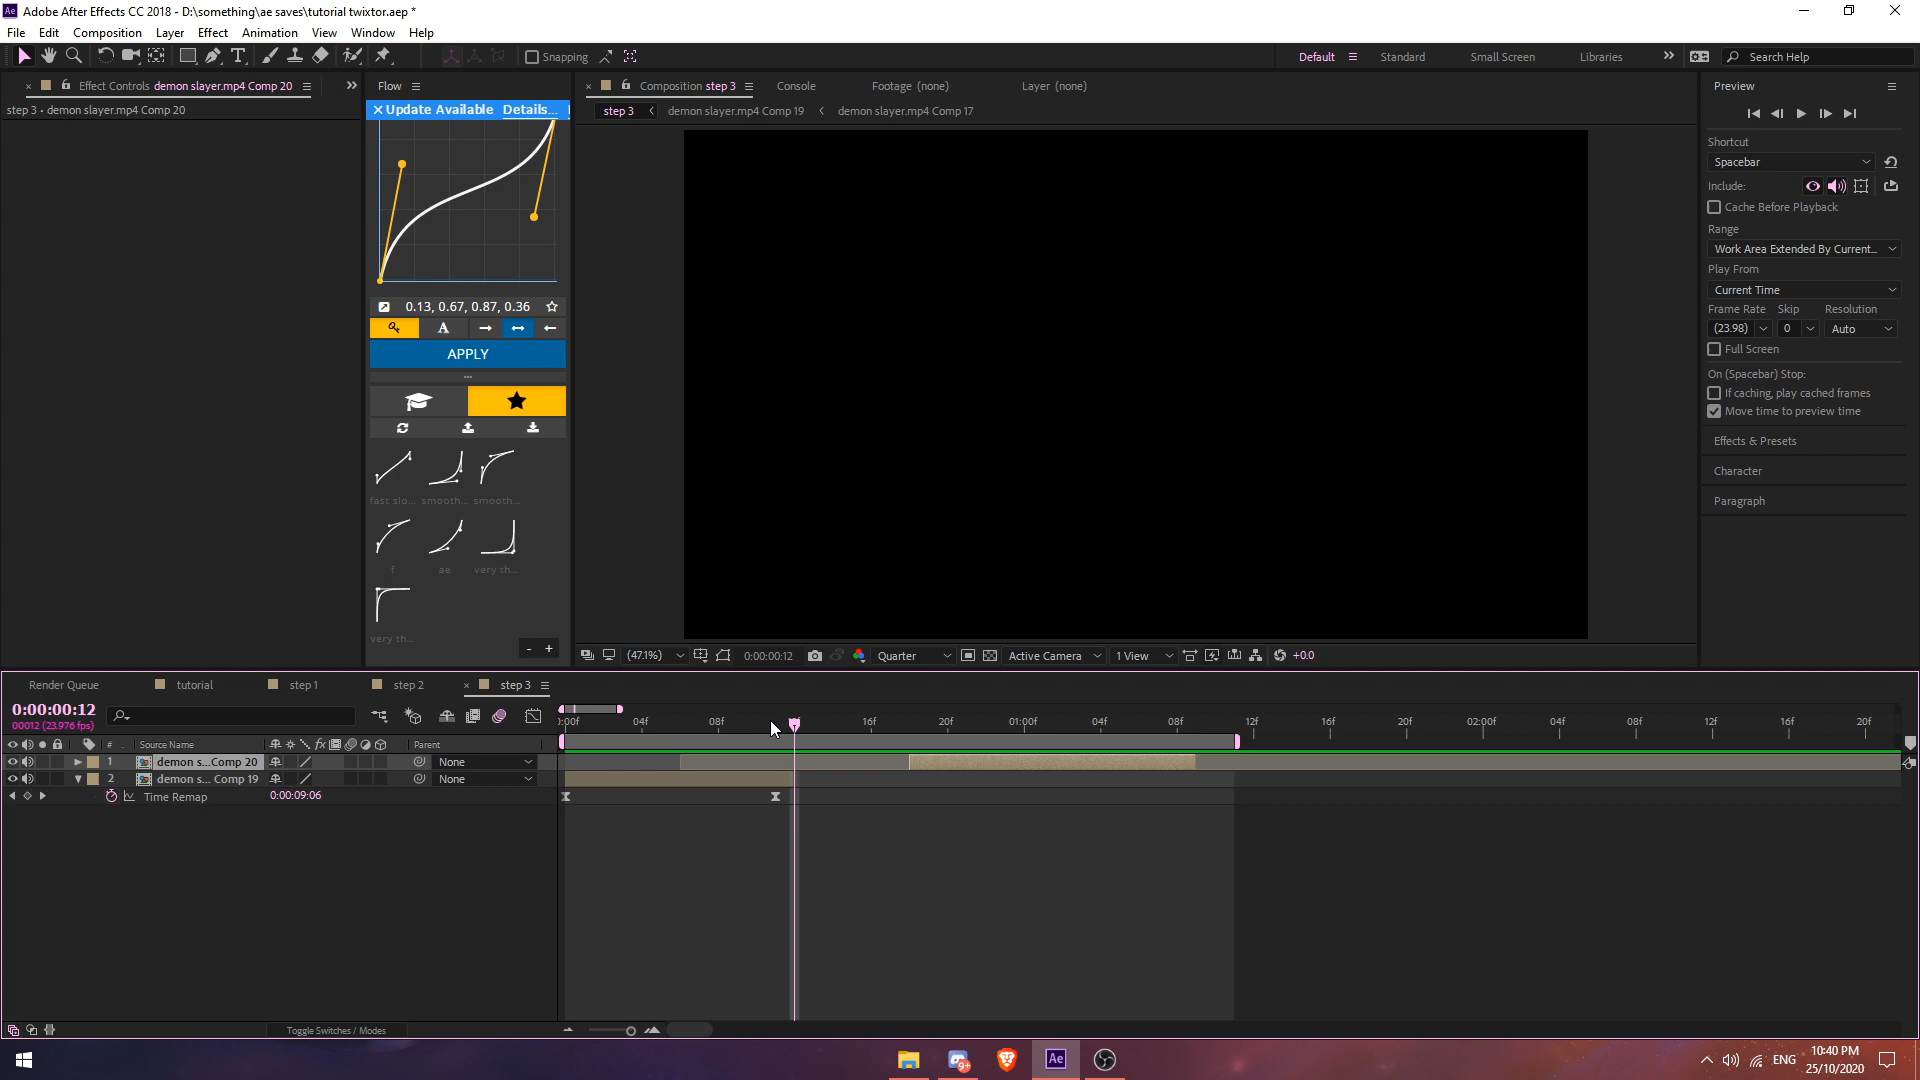 Adobe After Effects CC 2018 - D:\something\ae saves\tutorial twixtor.aep *
File Edit Composition Layer Effect Animation View Window Help
Snapping
Default Standard Small Screen Libraries Search Help
Effect Controls demon slayer.mp4 Comp 20
step 3 • demon slayer.mp4 Comp 20
Flow
Update Available Details...
0.13, 0.67, 0.87, 0.36
A
APPLY
fast slo... smooth... smooth...
f ae very th...
very th...
- +
Composition step 3 Console Footage (none) Layer (none)
step 3 demon slayer.mp4 Comp 19 demon slayer.mp4 Comp 17
(47.1%) 0:00:00:12 Quarter Active Camera 1 View +0.0
Preview
Shortcut
Spacebar
Include:
Cache Before Playback
Range
Work Area Extended By Current...
Play From
Current Time
Frame Rate Skip Resolution
(23.98) 0 Auto
Full Screen
On (Spacebar) Stop:
If caching, play cached frames
Move time to preview time
Effects & Presets
Character
Paragraph
Render Queue tutorial step 1 step 2 step 3
0:00:00:12
00012 (23.976 fps)
04f 08f 16f 20f 01:00f 04f 08f 12f 16f 20f 02:00f 04f 08f 12f 16f 20f
# Source Name fx Parent
1 demon s...Comp 20 None
2 demon s... Comp 19 None
Time Remap 0:00:09:06
Toggle Switches / Modes
9+
Ae
ENG
10:40 PM
25/10/2020